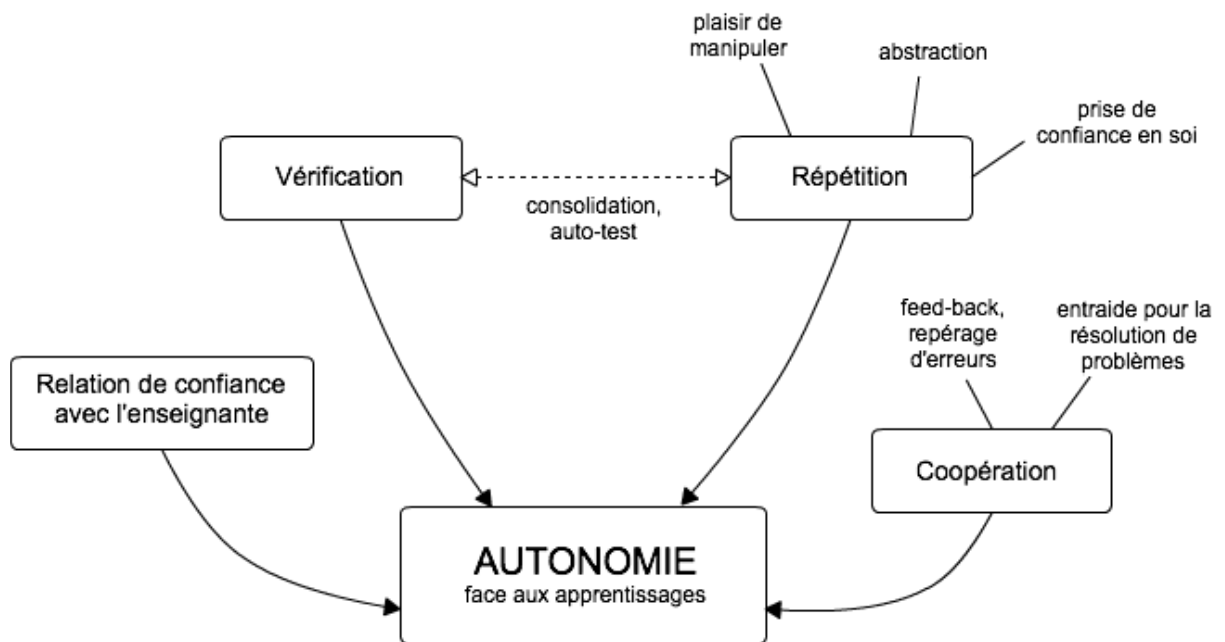 plaisir de
manipuler
abstraction
prise de
confiance en soi
Vérification
Répétition
consolidation,
auto-test
feed-back,
repérage
d'erreurs
entraide pour la
résolution de
problèmes
Relation de confiance
avec l'enseignante
Coopération
AUTONOMIE
face aux apprentissages